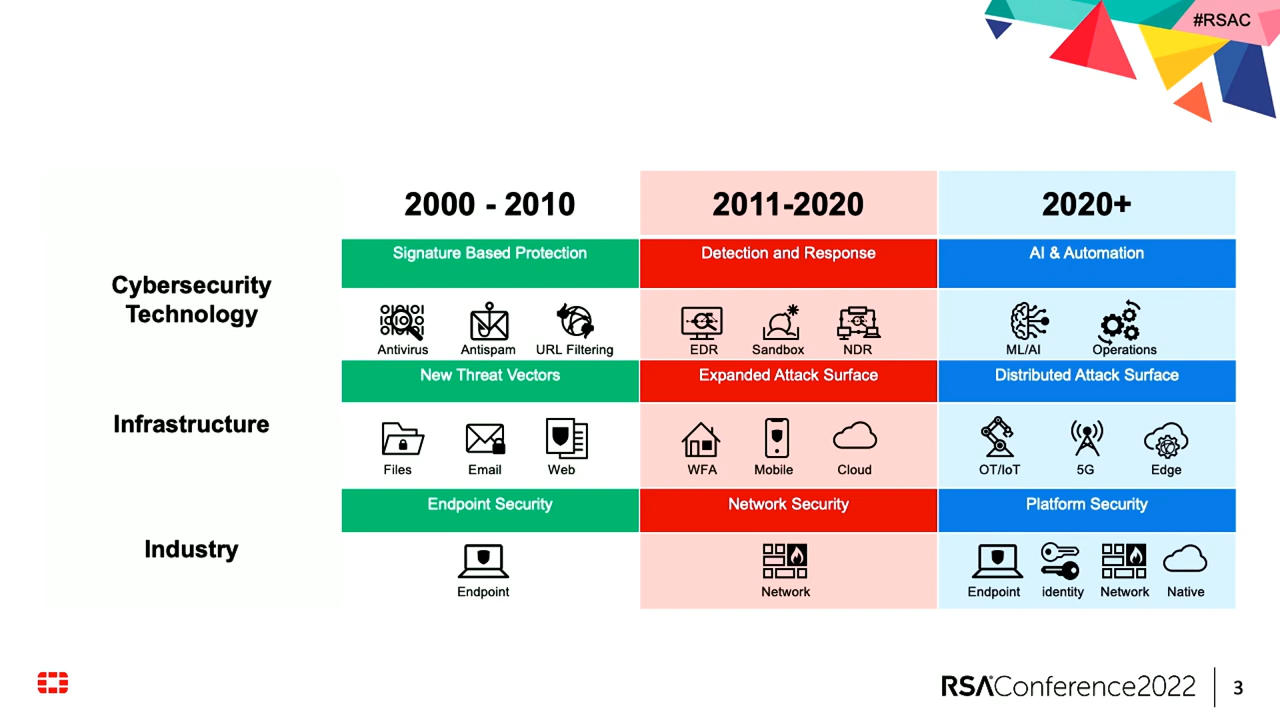 #RSAC
2000 - 2010
2011-2020
2020+
Cybersecurity
Technology
Signature Based Protection
Detection and Response
AI & Automation
Antivirus
Antispam
URL Filtering
EDR
Sandbox
NDR
ML/AI
Operations
Infrastructure
New Threat Vectors
Expanded Attack Surface
Distributed Attack Surface
Files
Email
Web
WFA
Mobile
Cloud
OT/IoT
5G
Edge
Industry
Endpoint Security
Network Security
Platform Security
Endpoint
Network
Endpoint
identity
Network
Native
RSAConference2022
3